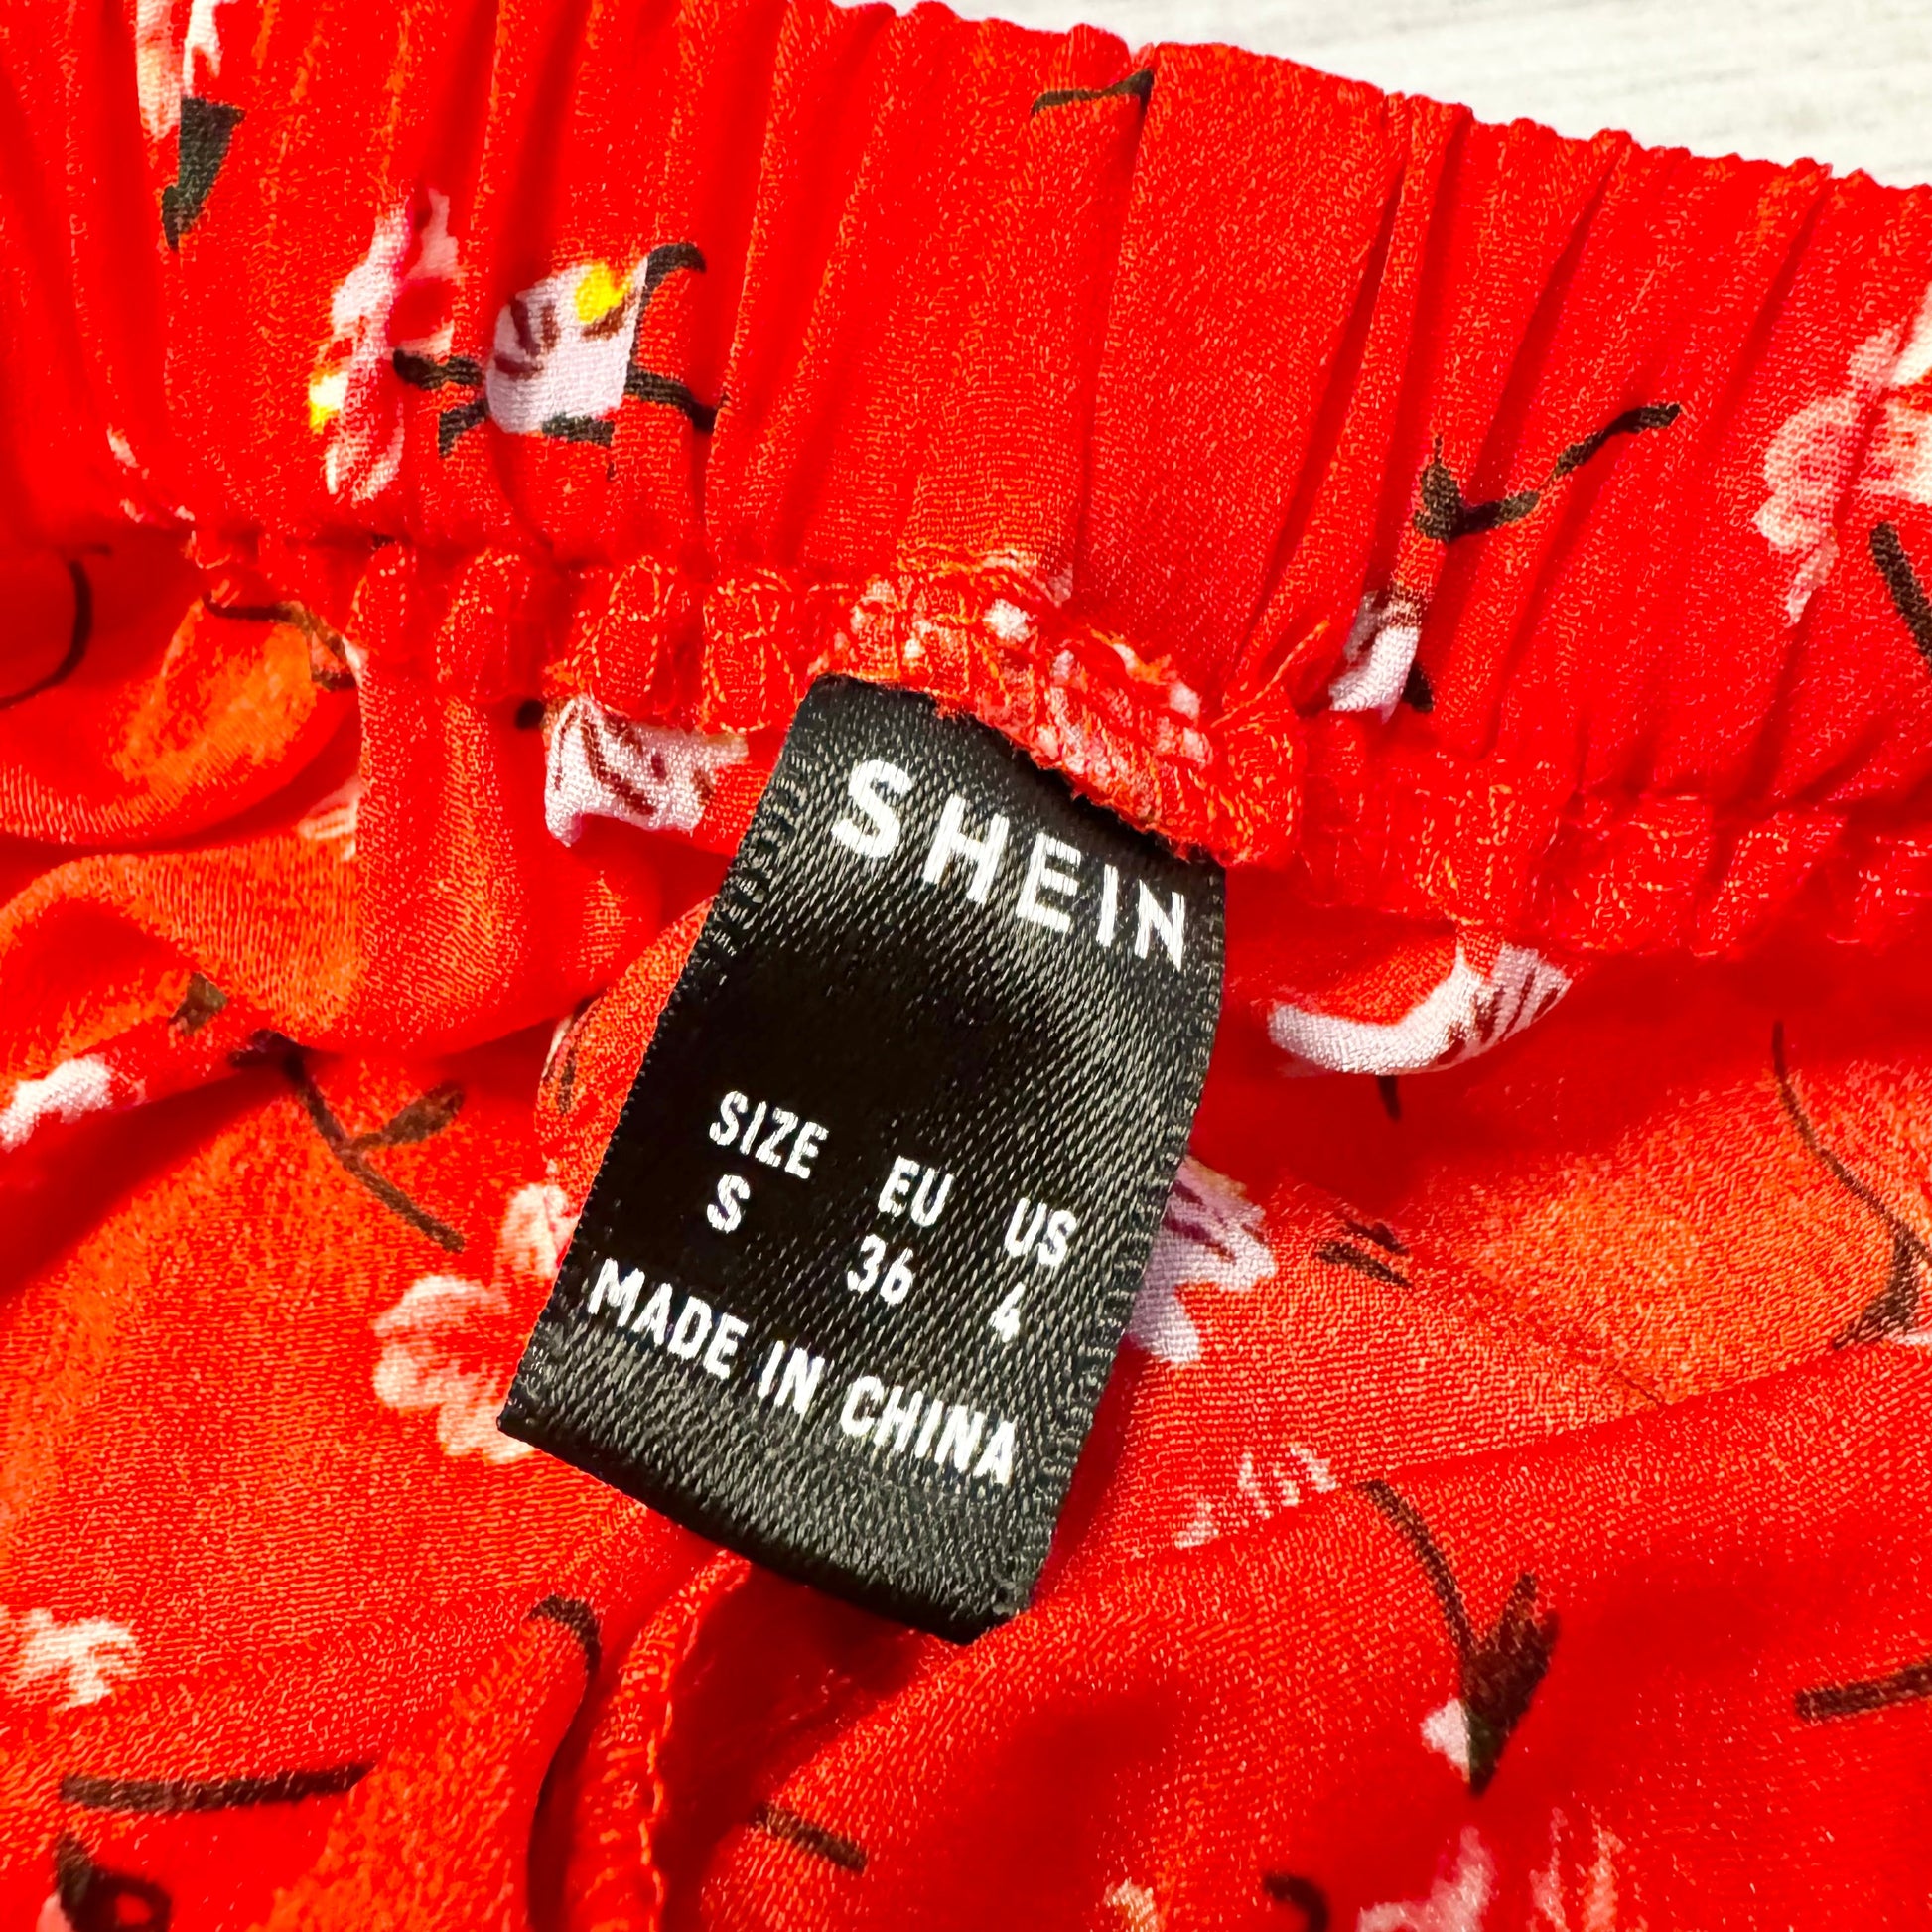 SHEIN
SIZE EU US
S 36 4
MADE IN CHINA